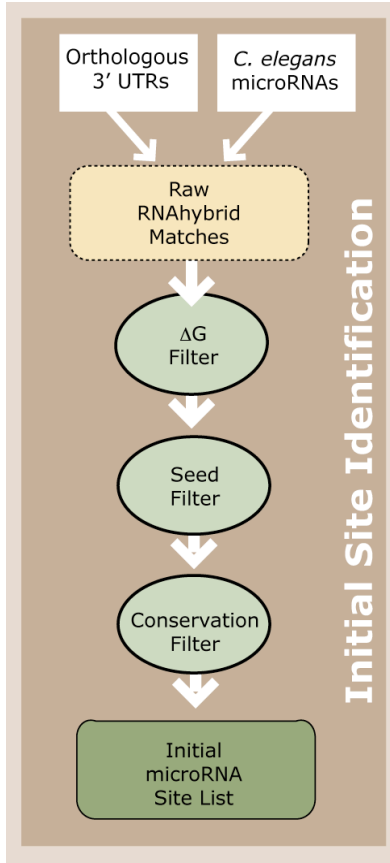 Orthologous
3’ UTRs
C. elegans
microRNAs
Raw
RNAhybrid
Matches
ΔG
Filter
Seed
Filter
Conservation
Filter
Initial
microRNA
Site List
Initial Site Identification